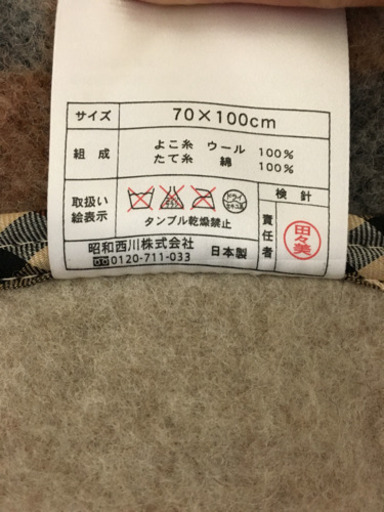 サイズ 70×100cm
組成 よこ糸 ウール 100%
たて糸 綿 100%
取扱い絵表示
タンブル乾燥禁止
検針
責任者
田々美
昭和西川株式会社 日本製
0120-711-033